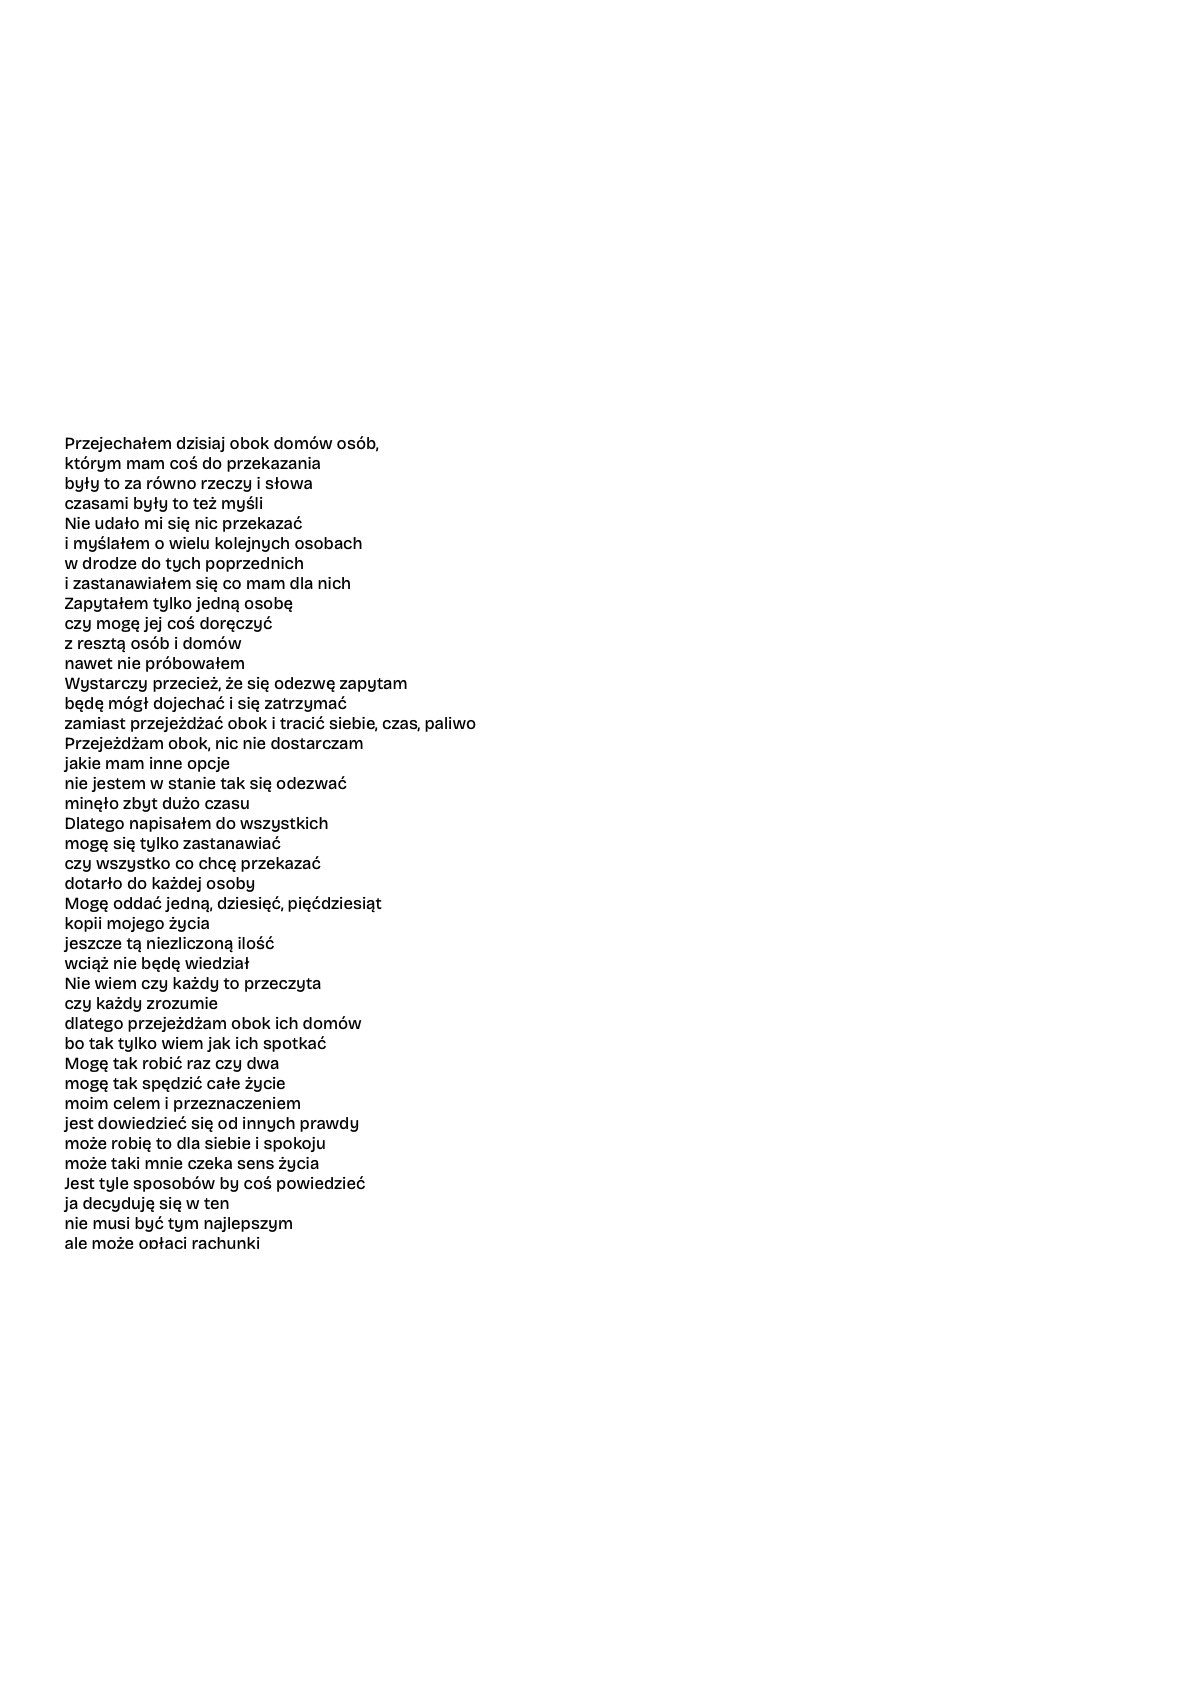 Przejechałem dzisiaj obok domów osób,
którym mam coś do przekazania
były to za równo rzeczy i słowa
czasami były to też myśli
Nie udało mi się nic przekazać
i myślałem o wielu kolejnych osobach
w drodze do tych poprzednich
i zastanawiałem się co mam dla nich
Zapytałem tylko jedną osobę
czy mogę jej coś doręczyć
z resztą osób i domów
nawet nie próbowałem
Wystarczy przecież, że się odezwę zapytam
będę mógł dojechać i się zatrzymać
zamiast przejeżdżać obok i tracić siebie, czas, paliwo
Przejeżdżam obok, nic nie dostarczam
jakie mam inne opcje
nie jestem w stanie tak się odezwać
minęło zbyt dużo czasu
Dlatego napisałem do wszystkich
mogę się tylko zastanawiać
czy wszystko co chcę przekazać
dotarło do każdej osoby
Mogę oddać jedną, dziesięć, pięćdziesiąt
kopii mojego życia
jeszcze tą niezliczoną ilość
wciąż nie będę wiedział
Nie wiem czy każdy to przeczyta
czy każdy zrozumie
dlatego przejeżdżam obok ich domów
bo tak tylko wiem jak ich spotkać
Mogę tak robić raz czy dwa
mogę tak spędzić całe życie
moim celem i przeznaczeniem
jest dowiedzieć się od innych prawdy
może robię to dla siebie i spokoju
może taki mnie czeka sens życia
Jest tyle sposobów by coś powiedzieć
ja decyduję się w ten
nie musi być tym najlepszym
ale może opłaci rachunki